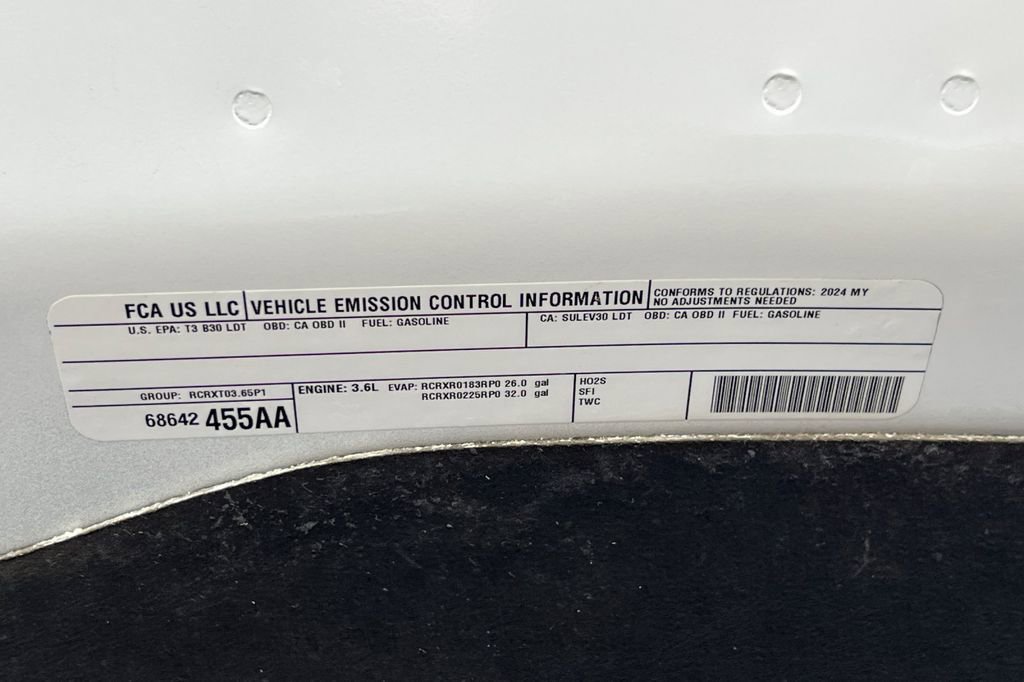 FCA US LLC VEHICLE EMISSION CONTROL INFORMATION
CONFORMS TO REGULATIONS: 2024 MY
NO ADJUSTMENTS NEEDED
U.S. EPA: T3 B30 LDT OBD: CA OBD II FUEL: GASOLINE
CA: SULEV30 LDT OBD: CA OBD II FUEL: GASOLINE
GROUP: RCRXT03.65P1
68642 455AA
ENGINE: 3.6L EVAP: RCRXR0183RP0 26.0 gal
RCRXR0225RP0 32.0 gal
HO2S
SFI
TWC